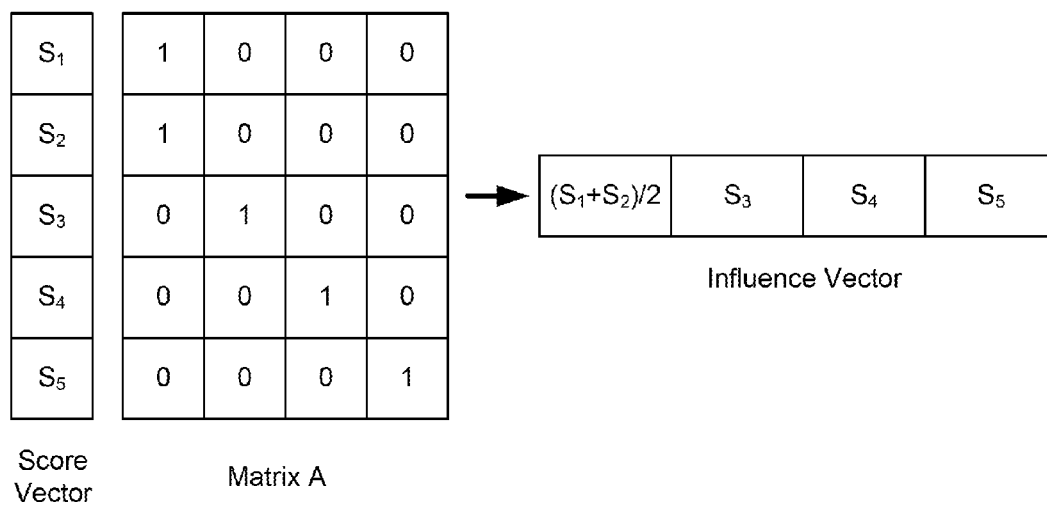 S₁ 1 0 0 0
S₂ 1 0 0 0
S₃ 0 1 0 0
S₄ 0 0 1 0
S₅ 0 0 0 1
Score
Vector
Matrix A
(S₁+S₂)/2 S₃ S₄ S₅
Influence Vector